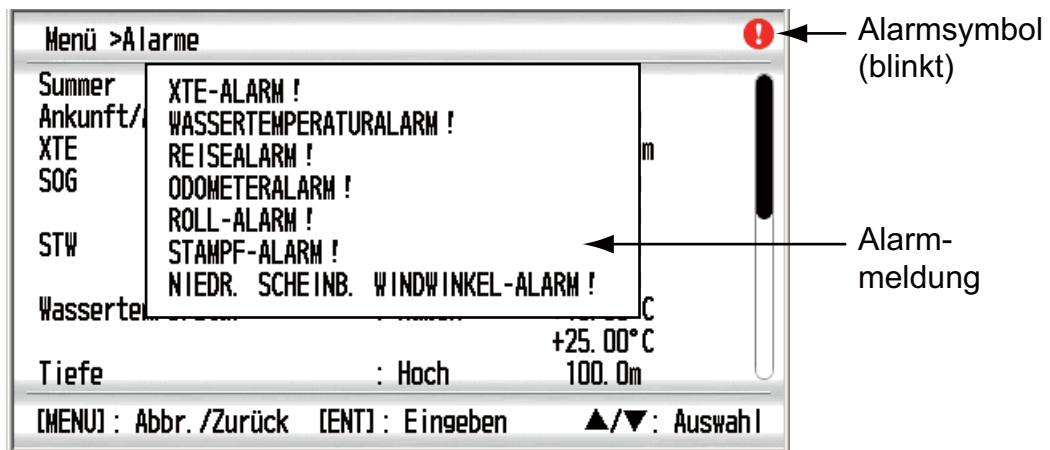 Menü >Alarme
Alarmsymbol
(blinkt)
Summer
Ankunft/
XTE
m
SOG
STW
XTE-ALARM !
WASSERTEMPERATURALARM !
REISEALARM !
ODOMETERALARM !
ROLL-ALARM !
STAMPF-ALARM !
NIEDR. SCHEINB. WINDWINKEL-ALARM !
Alarm-
meldung
C
+25.00°C
Tiefe : Hoch 100.0m
[MENU] : Abbr./Zurück [ENT] : Eingeben ▲/▼ : Auswahl